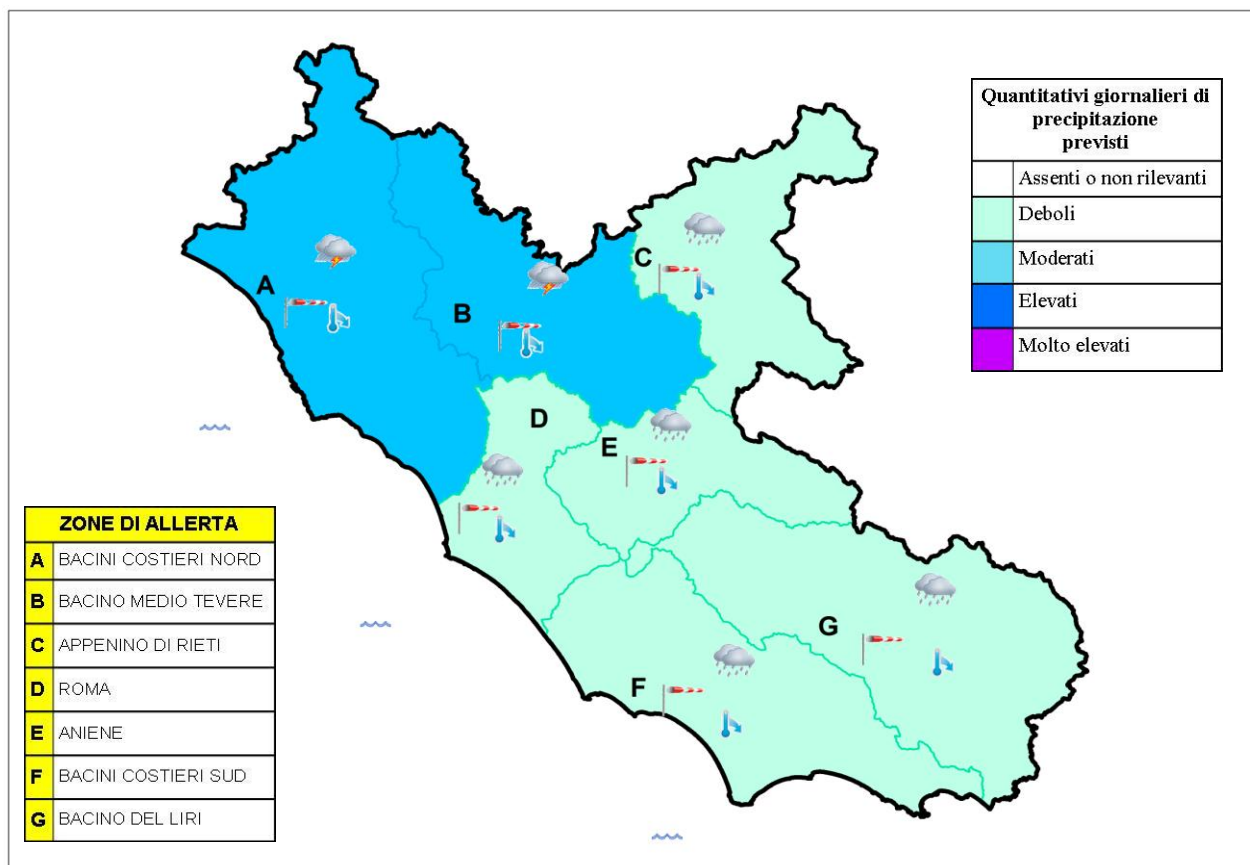 Quantitativi giornalieri di
precipitazione
previsti
Assenti o non rilevanti
Deboli
Moderati
Elevati
Molto elevati
A
B
C
D
E
F
G
ZONE DI ALLERTA
A BACINI COSTIERI NORD
B BACINO MEDIO TEVERE
C APPENINO DI RIETI
D ROMA
E ANIENE
F BACINI COSTIERI SUD
G BACINO DEL LIRI